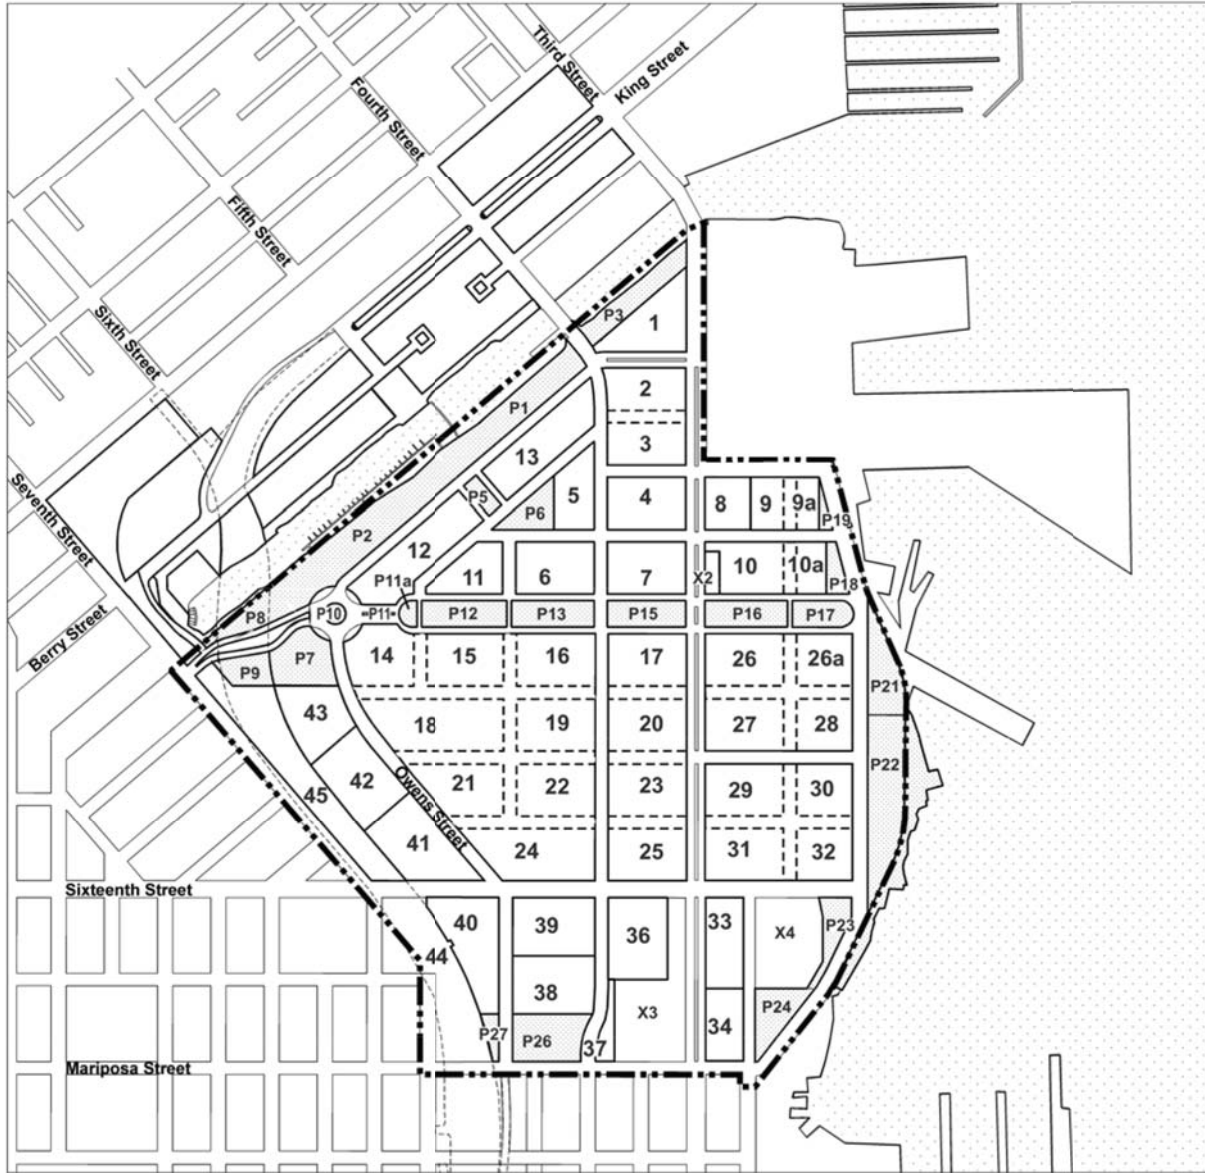 Third Street
King Street
Fourth Street
Fifth Street
Sixth Street
Seventh Street
Berry Street
P3
1
2
P1
3
13
P5
5
4
8
9
9a
P6
P19
P2
12
11
6
7
X2
10
10a
P11a
P18
P8
P10
P11
P12
P13
P15
P16
P17
P9
P7
14
15
16
17
26
26a
P21
43
18
19
20
27
28
P22
42
45
Owens Street
21
22
23
29
30
41
24
25
31
32
Sixteenth Street
40
39
36
33
X4
P23
44
38
X3
34
P24
P27
P26
37
Mariposa Street